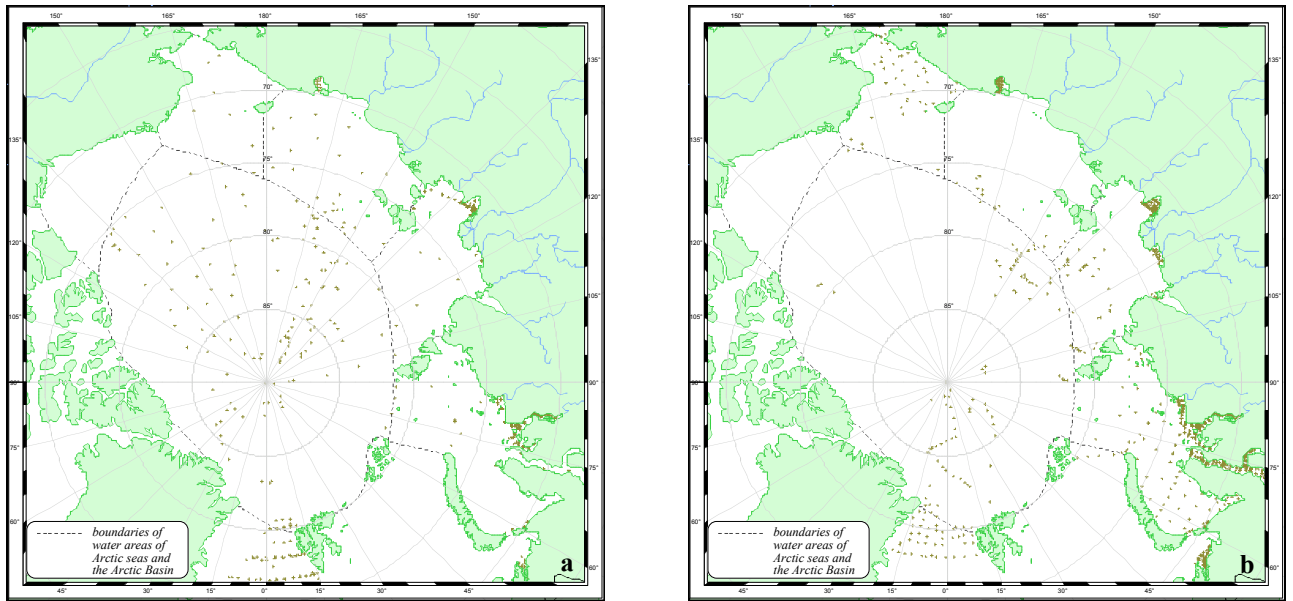 150° 165° 180° 165° 150°
135°
70°
135°
75°
120°
120°
80°
105°
105°
85°
90°
90°
75°
75°
60°
60°
boundaries of
water areas of
Arctic seas and
the Arctic Basin
a
45° 30° 15° 0° 15° 30° 45°
150° 165° 180° 165° 150°
135°
70°
135°
75°
120°
120°
80°
105°
105°
85°
90°
90°
75°
75°
60°
60°
boundaries of
water areas of
Arctic seas and
the Arctic Basin
b
45° 30° 15° 0° 15° 30° 45°